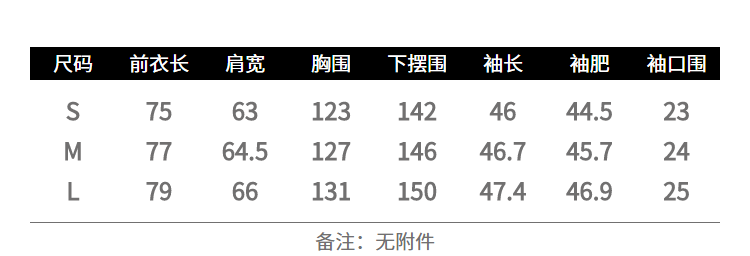 尺码 前衣长 肩宽 胸围 下摆围 袖长 袖肥 袖口围
S 75 63 123 142 46 44.5 23
M 77 64.5 127 146 46.7 45.7 24
L 79 66 131 150 47.4 46.9 25
备注：无附件